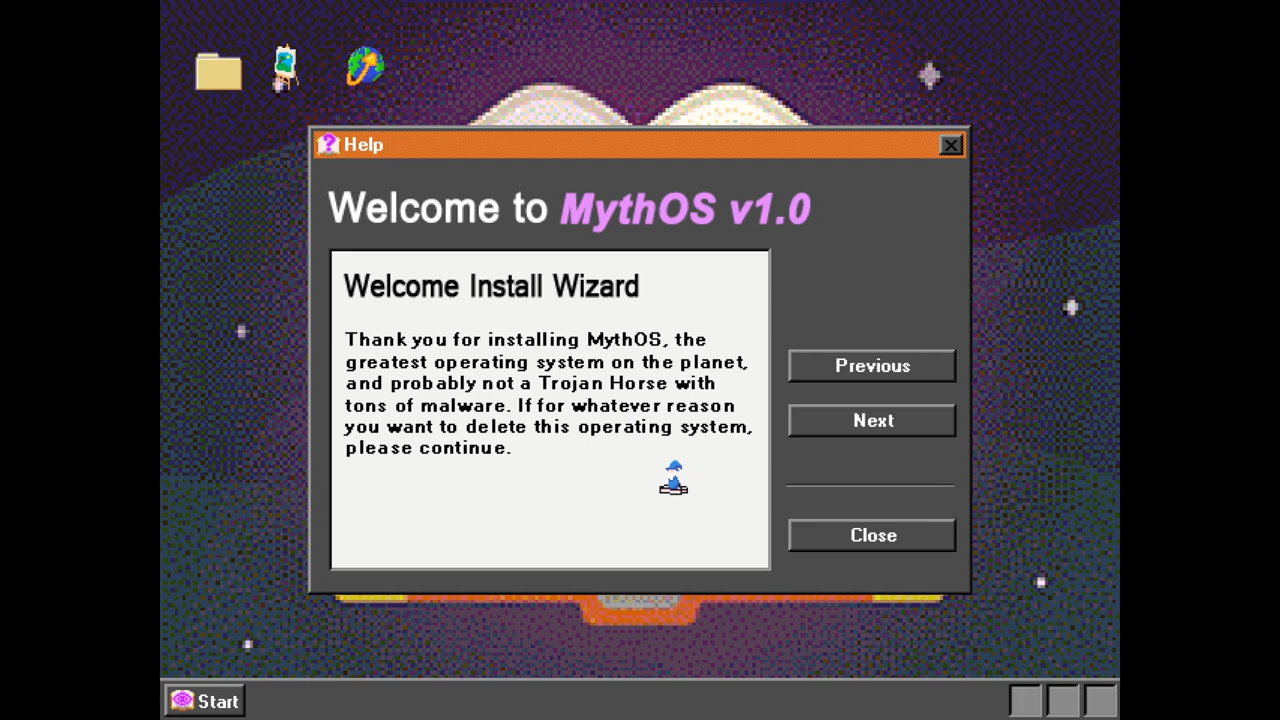 Help
Welcome to MythOS v1.0
Welcome Install Wizard
Thank you for installing MythOS, the
greatest operating system on the planet,
and probably not a Trojan Horse with
tons of malware. If for whatever reason
you want to delete this operating system,
please continue.
Previous
Next
Close
Start